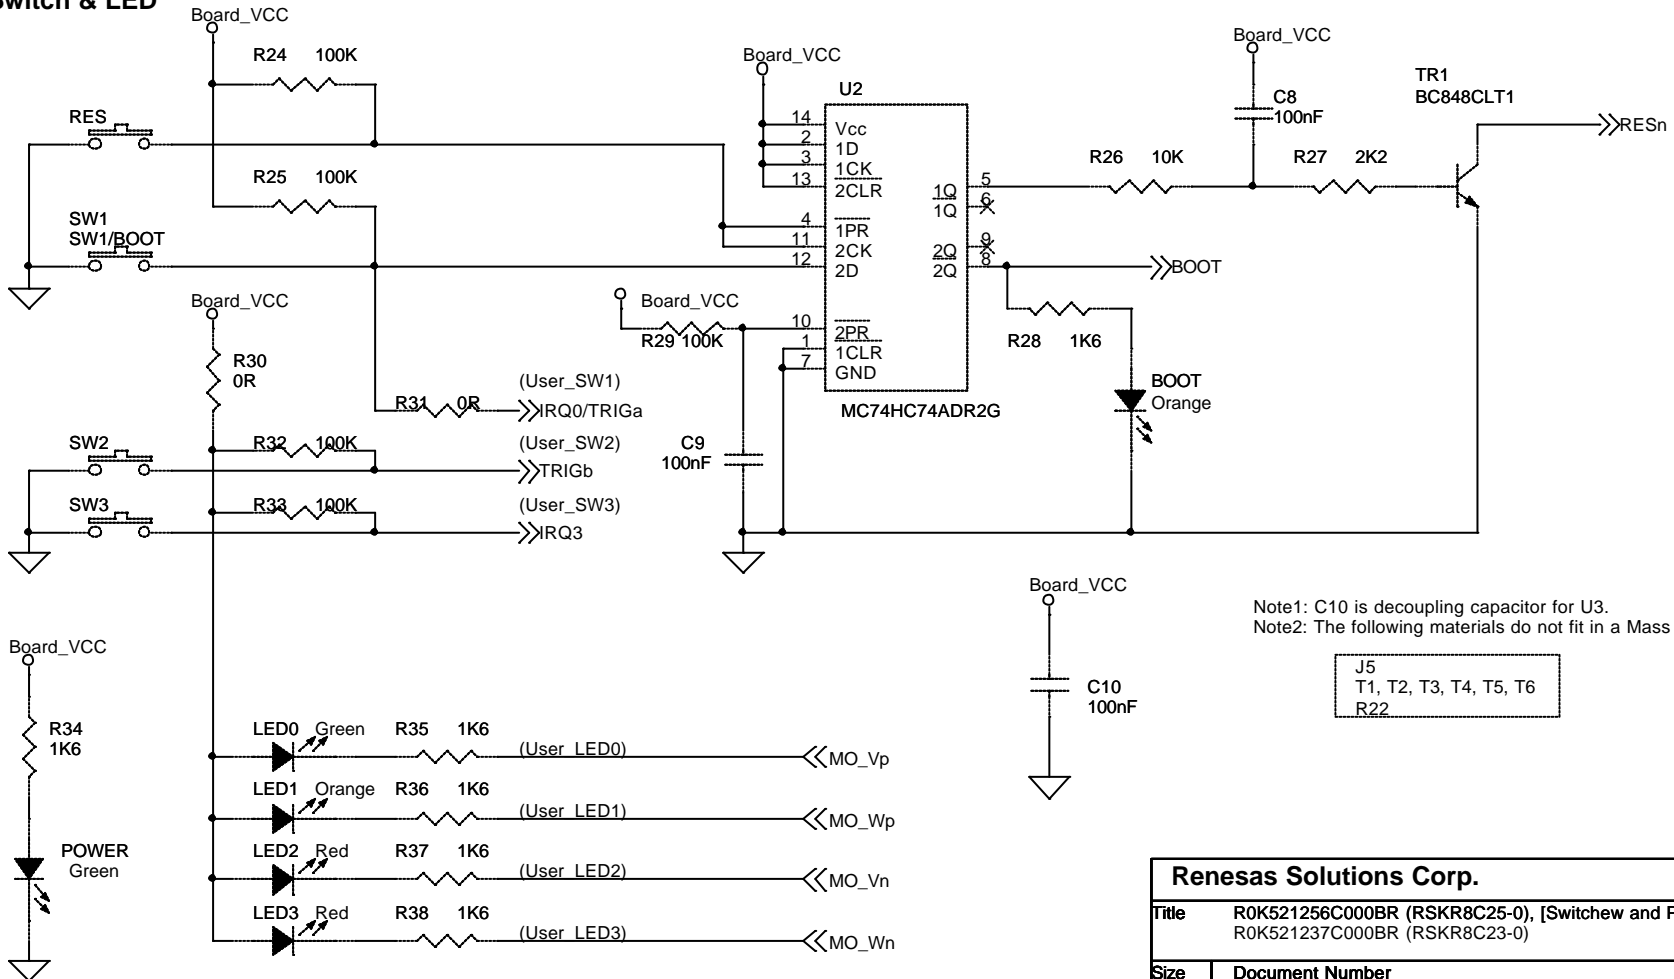 Switch & LED
Board_VCC
R24 100K
RES
R25 100K
SW1
SW1/BOOT
Board_VCC
R30
0R
SW2
R32 100K
SW3
R33 100K
R31 0R
(User_SW1)
IRQ0/TRIGa
(User_SW2)
TRIGb
(User_SW3)
IRQ3
Board_VCC
U2
14 Vcc
2 1D
3 1CK
13 2CLR
4 1PR
11 2CK
12 2D
10 2PR
1 1CLR
7 GND
1Q 5
1Q 6
2Q 9
2Q 8
MC74HC74ADR2G
Board_VCC
R29 100K
C9
100nF
Board_VCC
C8
100nF
R26 10K
R27 2K2
TR1
BC848CLT1
RESn
BOOT
R28 1K6
BOOT
Orange
Board_VCC
C10
100nF
Note1: C10 is decoupling capacitor for U3.
Note2: The following materials do not fit in a Mass
J5
T1, T2, T3, T4, T5, T6
R22
Board_VCC
R34
1K6
POWER
Green
LED0 Green R35 1K6 (User_LED0) MO_Vp
LED1 Orange R36 1K6 (User_LED1) MO_Wp
LED2 Red R37 1K6 (User_LED2) MO_Vn
LED3 Red R38 1K6 (User_LED3) MO_Wn
Renesas Solutions Corp.
Title R0K521256C000BR (RSKR8C25-0), [Switchew and
R0K521237C000BR (RSKR8C23-0)
Size Document Number